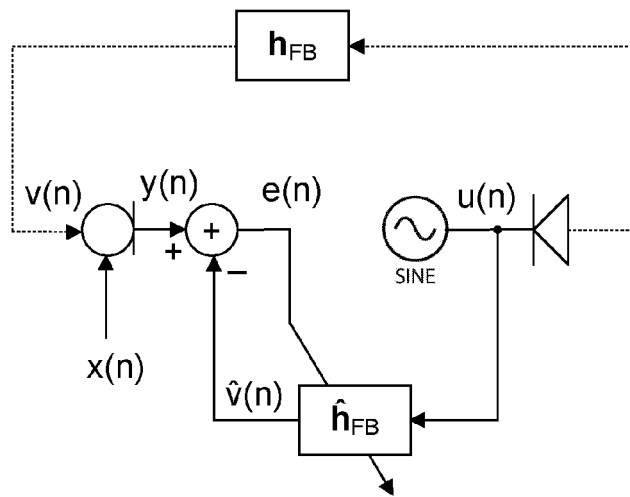 h_FB
v(n)
y(n)
e(n)
u(n)
+
+
−
SINE
x(n)
v̂(n)
ĥ_FB